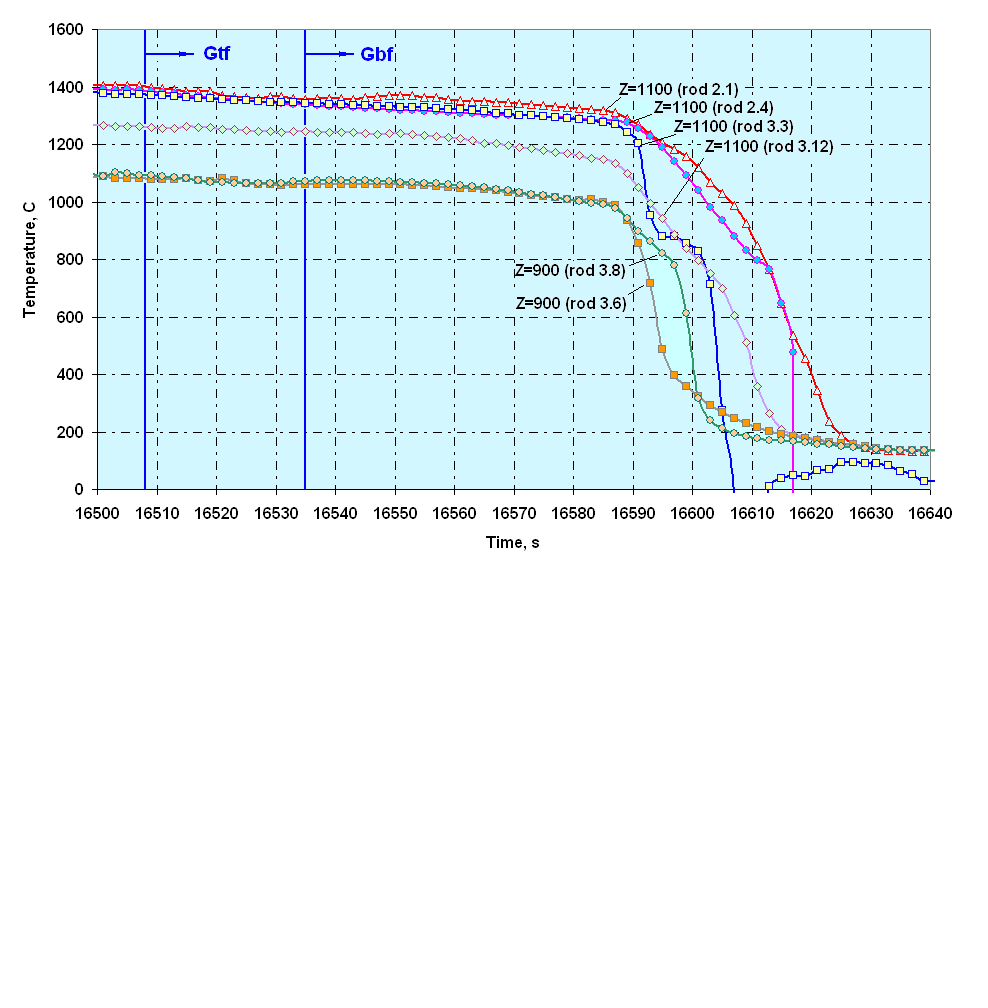 1600
1400
1200
1000
800
600
400
200
0
Temperature, C
Gtf
Gbf
Z=1100 (rod 2.1)
Z=1100 (rod 2.4)
Z=1100 (rod 3.3)
Z=1100 (rod 3.12)
Z=900 (rod 3.8)
Z=900 (rod 3.6)
16500 16510 16520 16530 16540 16550 16560 16570 16580 16590 16600 16610 16620 16630 16640
Time, s